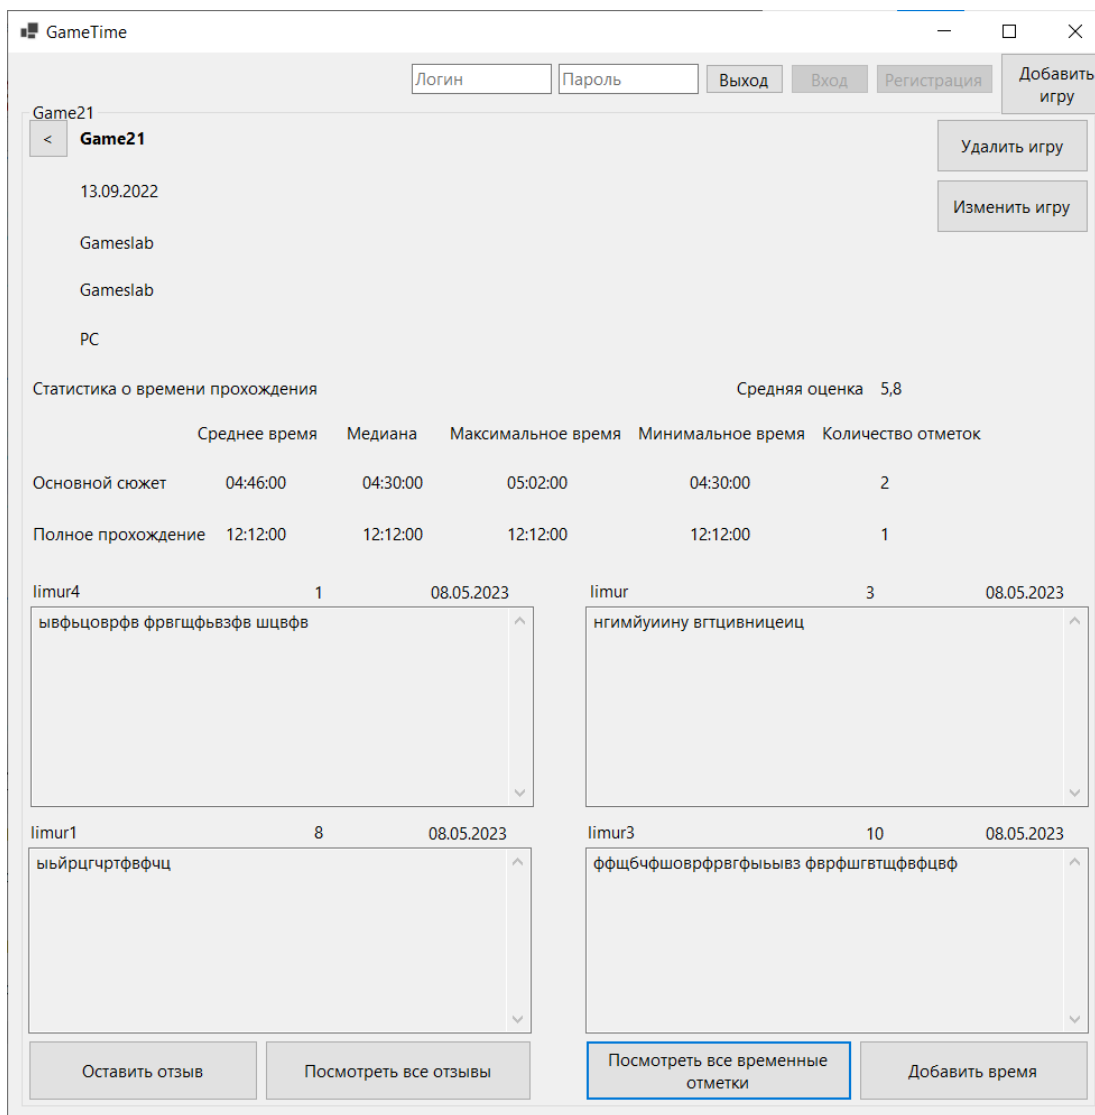 GameTime
Логин Пароль Выход Вход Регистрация Добавить
игру
Game21
< Game21
Удалить игру
13.09.2022
Изменить игру
Gameslab
Gameslab
PC
Статистика о времени прохождения Средняя оценка 5,8
Среднее время Медиана Максимальное время Минимальное время Количество отметок
Основной сюжет 04:46:00 04:30:00 05:02:00 04:30:00 2
Полное прохождение 12:12:00 12:12:00 12:12:00 12:12:00 1
limur4 1 08.05.2023 limur 3 08.05.2023
ывфьцоврфв фрвгщфьвзфв шцвфв нгимйуиину вгтцивницеиц
limur1 8 08.05.2023 limur3 10 08.05.2023
ыьйрцгчртфвфчц ффщбчфшоврфрвгфыьывз фврфшгвтщфвфцвф
Оставить отзыв Посмотреть все отзывы Посмотреть все временные
отметки Добавить время